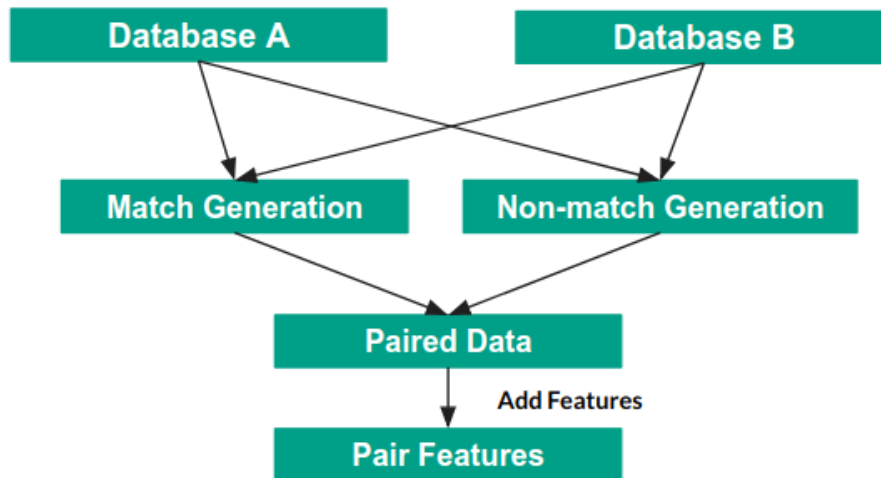 Database A
Database B
Match Generation
Non-match Generation
Paired Data
Add Features
Pair Features